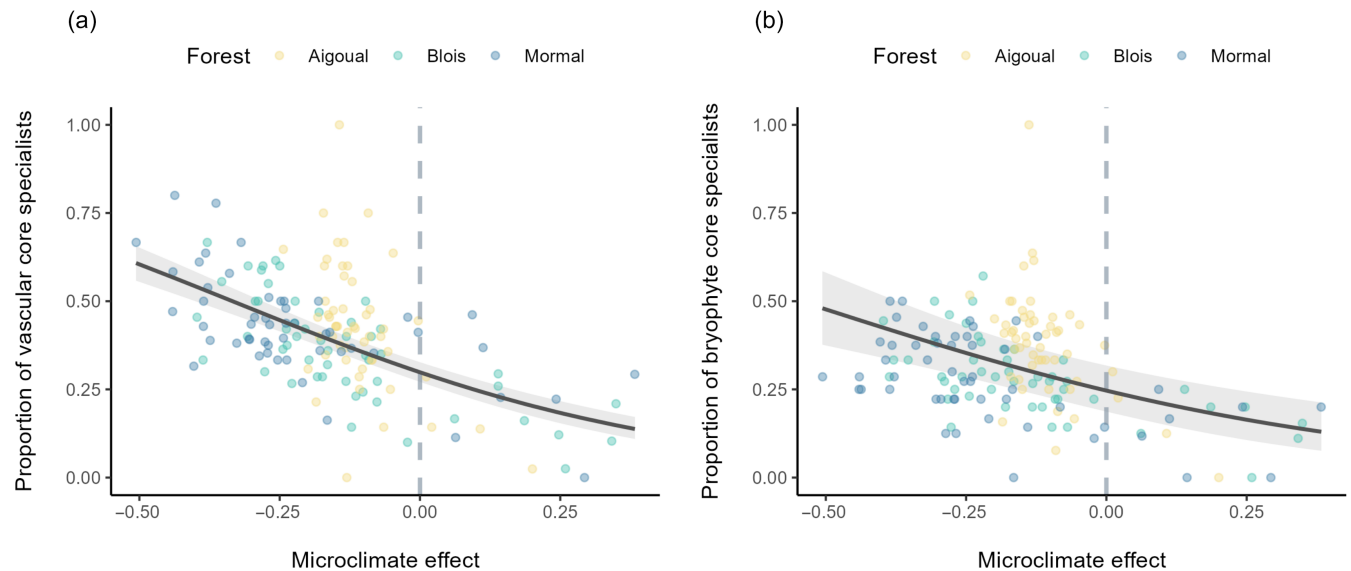 (a)
Forest Aigoual Blois Mormal
Proportion of vascular core specialists
1.00
0.75
0.50
0.25
0.00
−0.50 −0.25 0.00 0.25
Microclimate effect
(b)
Forest Aigoual Blois Mormal
Proportion of bryophyte core specialists
1.00
0.75
0.50
0.25
0.00
−0.50 −0.25 0.00 0.25
Microclimate effect